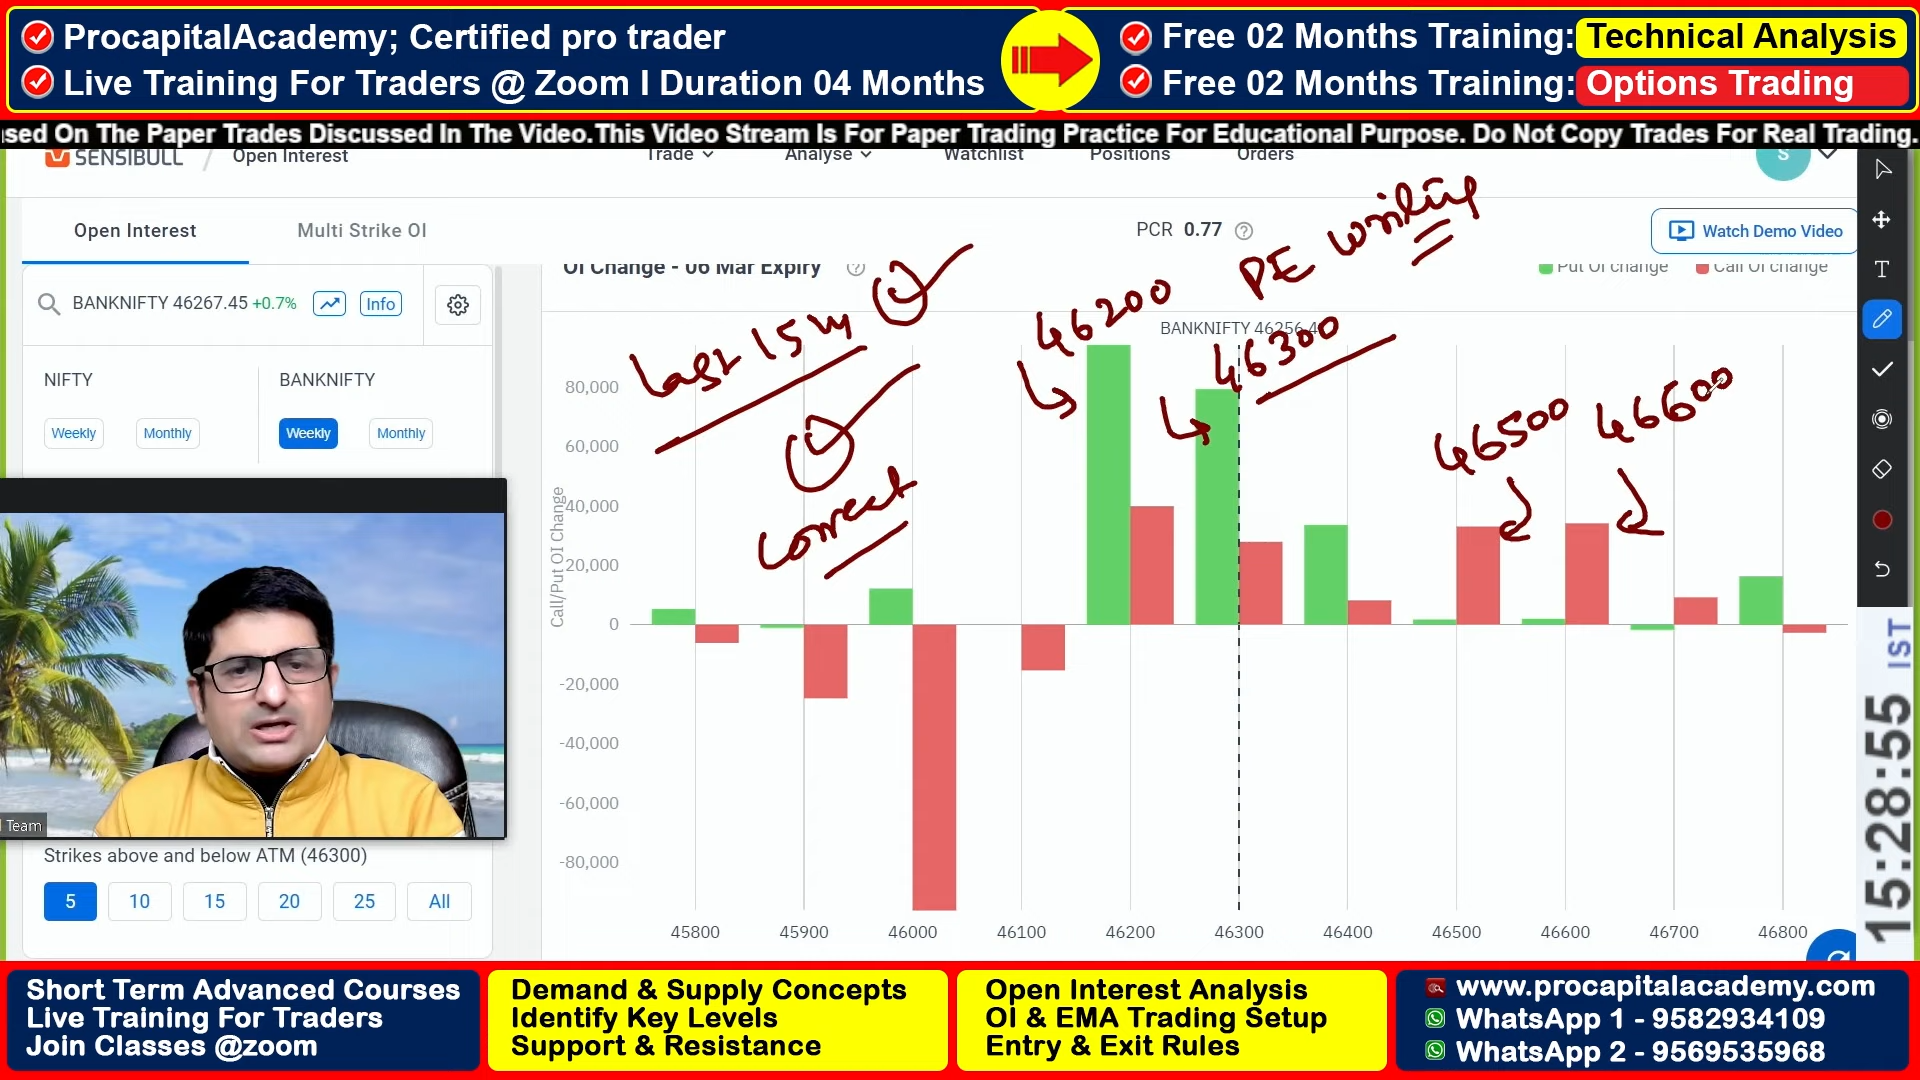 ProcapitalAcademy; Certified pro trader
Live Training For Traders @ Zoom I Duration 04 Months
Free 02 Months Training: Technical Analysis
Free 02 Months Training: Options Trading
sed On The Paper Trades Discussed In The Video.This Video Stream Is For Paper Trading Practice For Educational Purpose. Do Not Copy Trades For Real Trading.
SENSIBULL / Open Interest
Trade
Analyse
Watchlist
Positions
Orders
S
Open Interest
Multi Strike OI
PCR 0.77
Watch Demo Video
BANKNIFTY 46267.45 +0.7%
Info
OI Change - 06 Mar Expiry
Put OI change
Call OI change
NIFTY
BANKNIFTY
Weekly
Monthly
Weekly
Monthly
Team
Strikes above and below ATM (46300)
5
10
15
20
25
All
BANKNIFTY 46256.4
Last 15 M
correct
46200
PE writing
46300
46500
46600
Call/Put OI Change
80,000
60,000
40,000
20,000
0
-20,000
-40,000
-60,000
-80,000
45800
45900
46000
46100
46200
46300
46400
46500
46600
46700
46800
T
IST
15:28:55
Short Term Advanced Courses
Live Training For Traders
Join Classes @zoom
Demand & Supply Concepts
Identify Key Levels
Support & Resistance
Open Interest Analysis
OI & EMA Trading Setup
Entry & Exit Rules
www.procapitalacademy.com
WhatsApp 1 - 9582934109
WhatsApp 2 - 9569535968